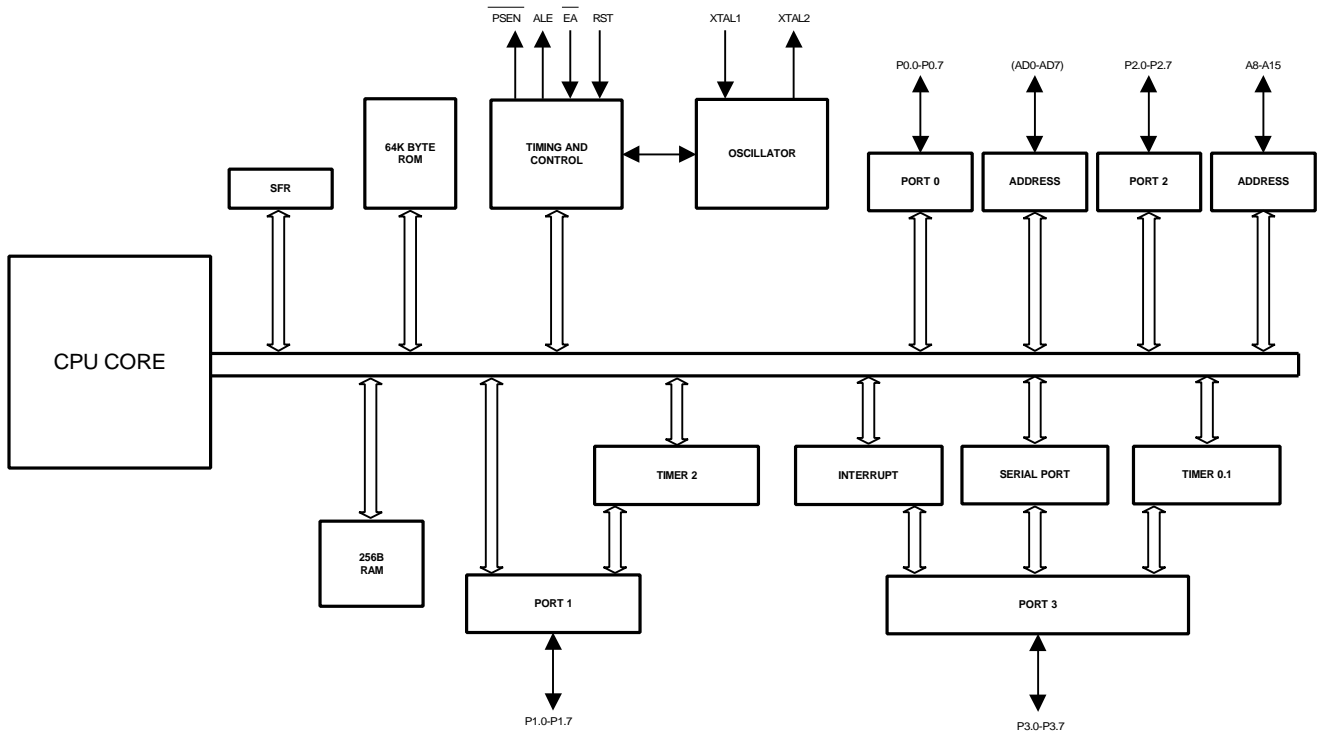 PSEN ALE EA RST XTAL1 XTAL2
P0.0-P0.7 (AD0-AD7) P2.0-P2.7 A8-A15
64K BYTE
ROM
TIMING AND
CONTROL
OSCILLATOR
SFR
PORT 0 ADDRESS PORT 2 ADDRESS
CPU CORE
TIMER 2 INTERRUPT SERIAL PORT TIMER 0.1
256B
RAM
PORT 1 PORT 3
P1.0-P1.7 P3.0-P3.7